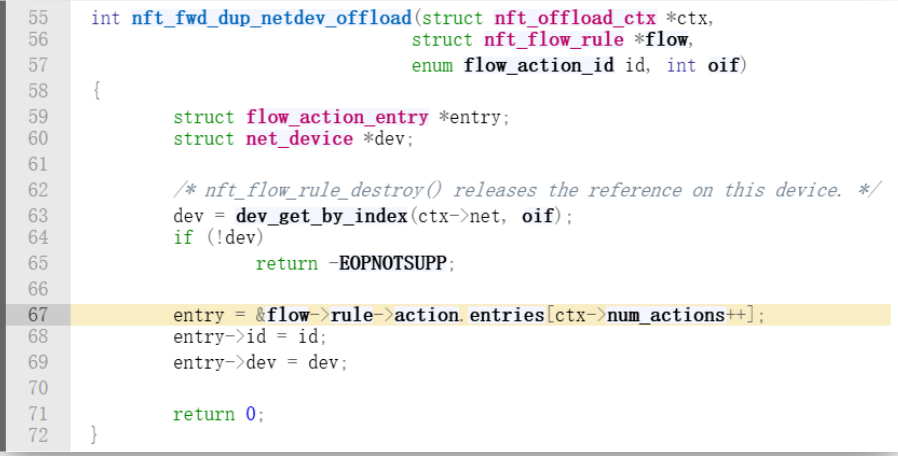 55 int nft_fwd_dup_netdev_offload(struct nft_offload_ctx *ctx,
56 struct nft_flow_rule *flow,
57 enum flow_action_id id, int oif)
58 {
59 struct flow_action_entry *entry;
60 struct net_device *dev;
61
62 /* nft_flow_rule_destroy() releases the reference on this device. */
63 dev = dev_get_by_index(ctx->net, oif);
64 if (!dev)
65 return -EOPNOTSUPP;
66
67 entry = &flow->rule->action.entries[ctx->num_actions++];
68 entry->id = id;
69 entry->dev = dev;
70
71 return 0;
72 }